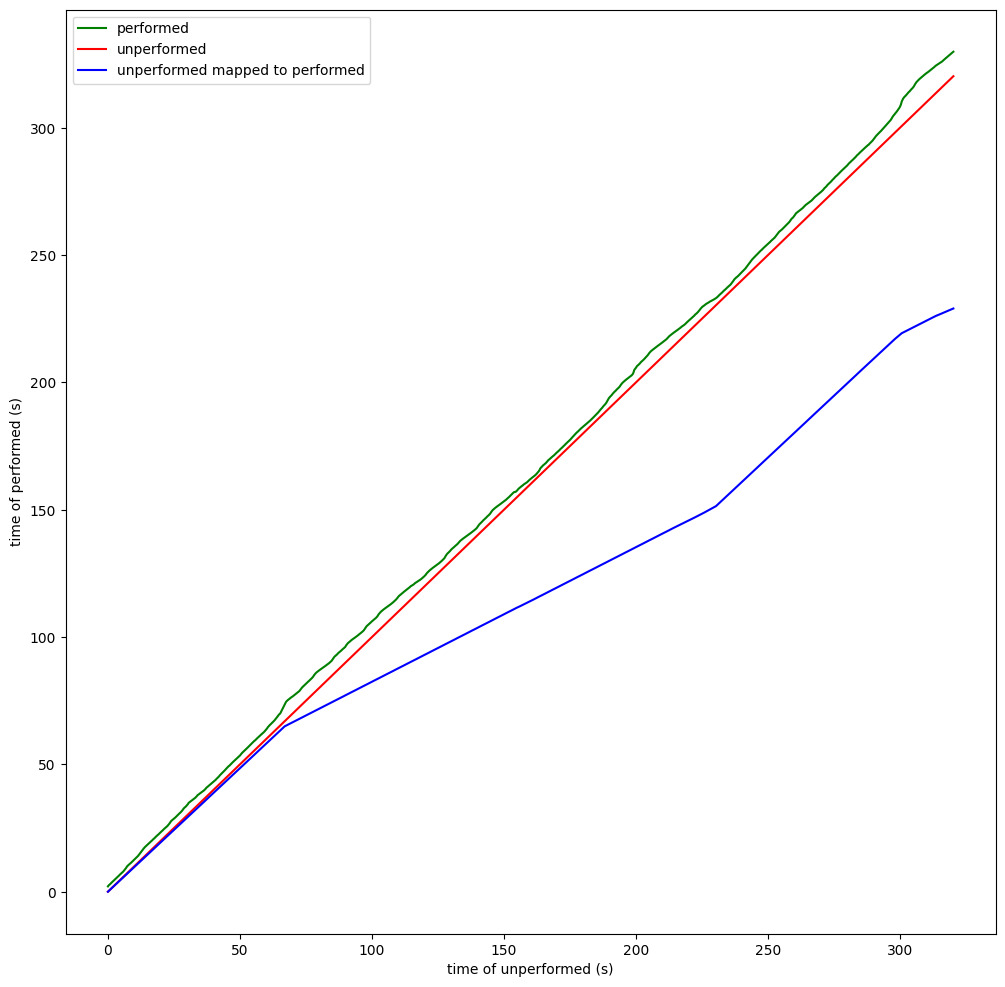 performed
unperformed
unperformed mapped to performed
time of performed (s)
300
250
200
150
100
50
0
0 50 100 150 200 250 300
time of unperformed (s)